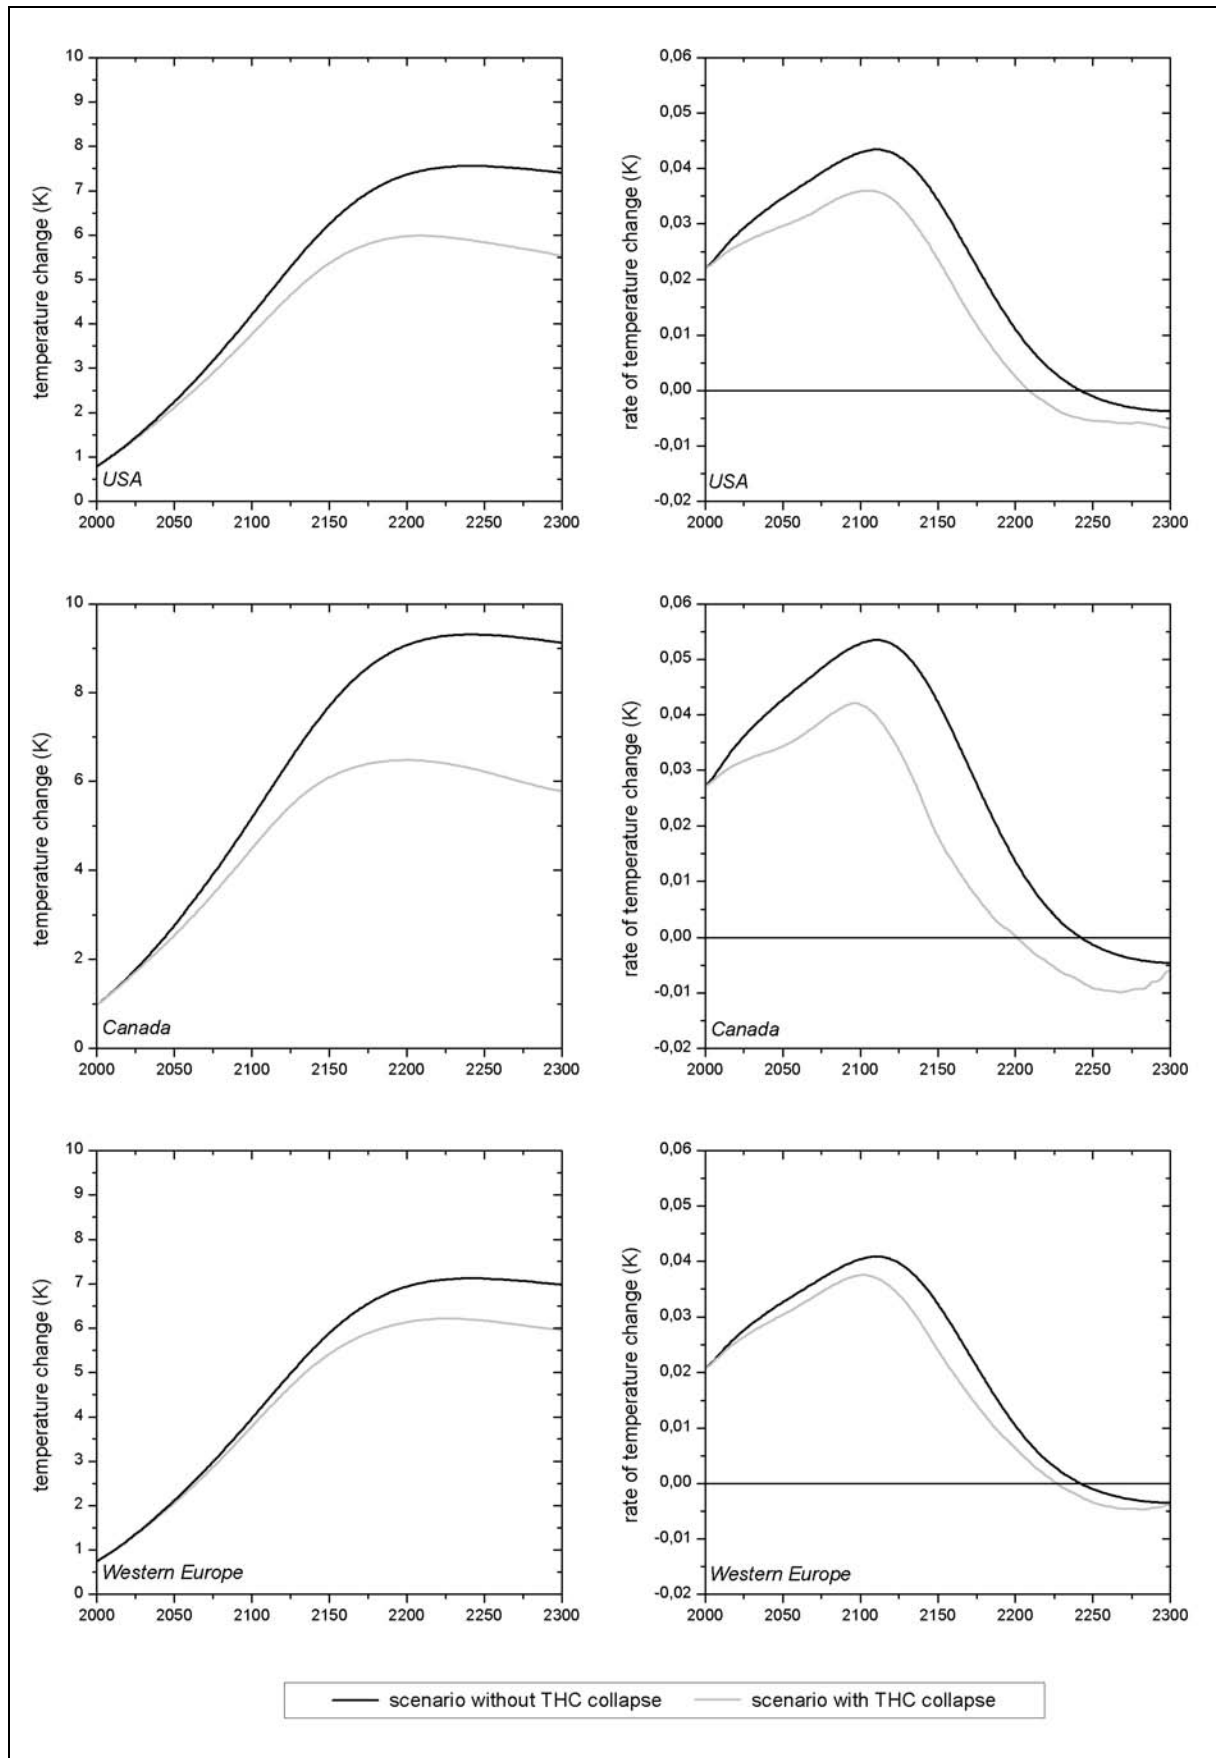 temperature change (K)
10
9
8
7
6
5
4
3
2
1
0
USA
2000 2050 2100 2150 2200 2250 2300
rate of temperature change (K)
0,06
0,05
0,04
0,03
0,02
0,01
0,00
-0,01
-0,02
USA
2000 2050 2100 2150 2200 2250 2300
temperature change (K)
10
8
6
4
2
0
Canada
2000 2050 2100 2150 2200 2250 2300
rate of temperature change (K)
0,06
0,05
0,04
0,03
0,02
0,01
0,00
-0,01
-0,02
Canada
2000 2050 2100 2150 2200 2250 2300
temperature change (K)
10
9
8
7
6
5
4
3
2
1
0
Western Europe
2000 2050 2100 2150 2200 2250 2300
rate of temperature change (K)
0,06
0,05
0,04
0,03
0,02
0,01
0,00
-0,01
-0,02
Western Europe
2000 2050 2100 2150 2200 2250 2300
scenario without THC collapse scenario with THC collapse